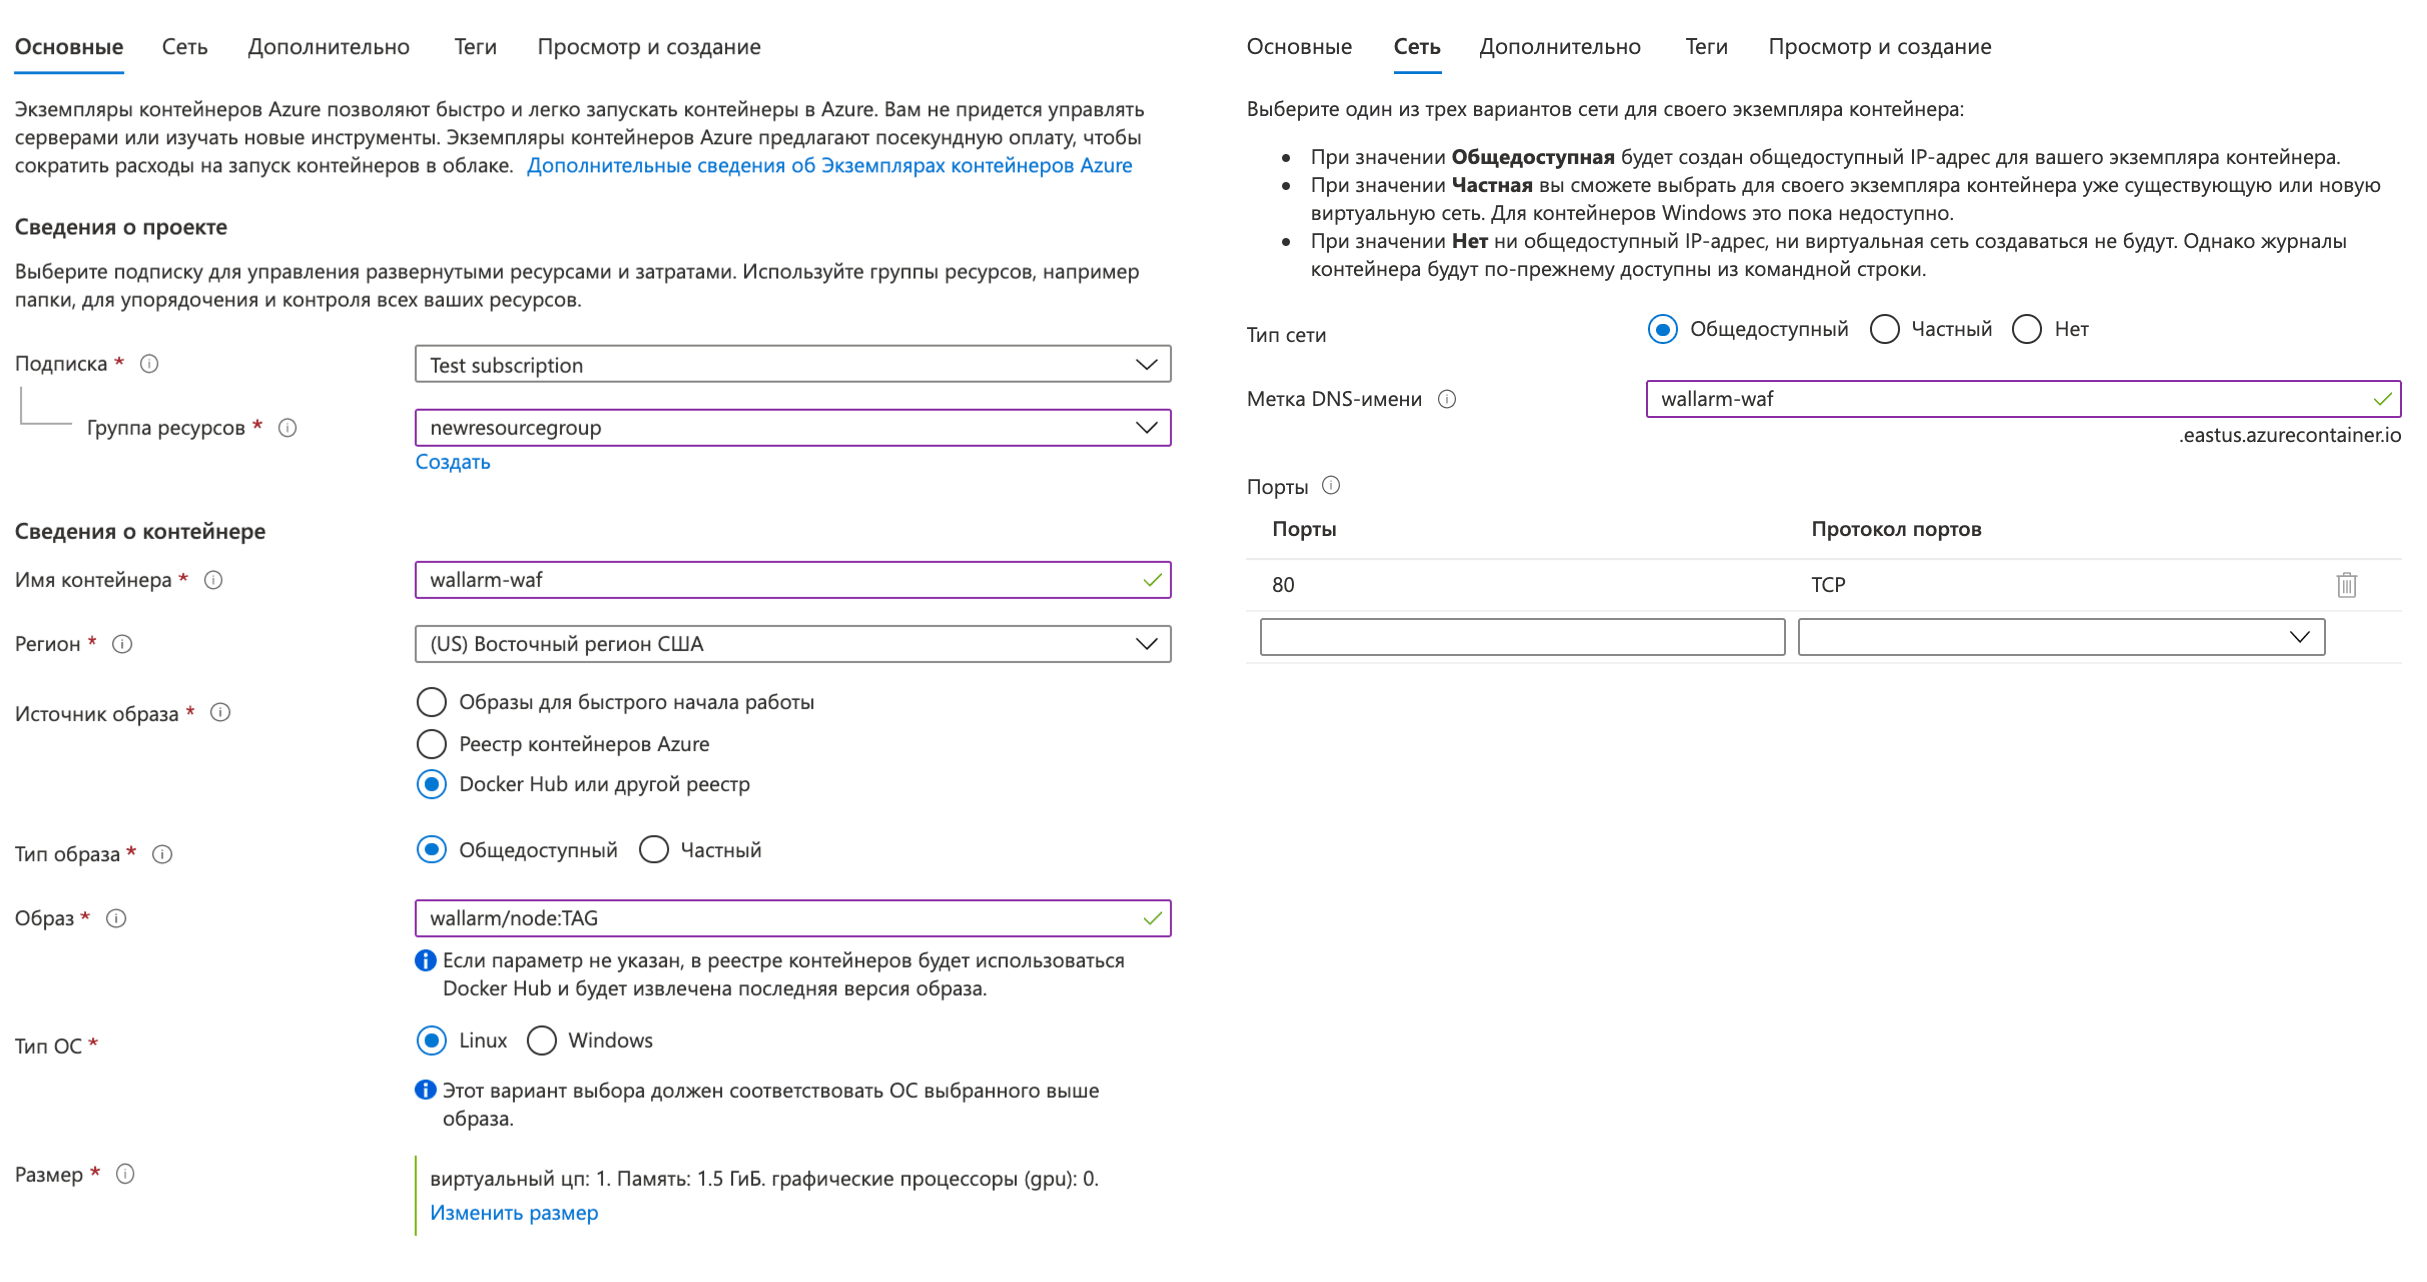 Основные Сеть Дополнительно Теги Просмотр и создание
Экземпляры контейнеров Azure позволяют быстро и легко запускать контейнеры в Azure. Вам не придется управлять
серверами или изучать новые инструменты. Экземпляры контейнеров Azure предлагают посекундную оплату, чтобы
сократить расходы на запуск контейнеров в облаке. Дополнительные сведения об Экземплярах контейнеров Azure
Сведения о проекте
Выберите подписку для управления развернутыми ресурсами и затратами. Используйте группы ресурсов, например
папки, для упорядочения и контроля всех ваших ресурсов.
Подписка *
Test subscription
Группа ресурсов *
newresourcegroup
Создать
Сведения о контейнере
Имя контейнера *
wallarm-waf
Регион *
(US) Восточный регион США
Источник образа *
Образы для быстрого начала работы
Реестр контейнеров Azure
Docker Hub или другой реестр
Тип образа *
Общедоступный Частный
Образ *
wallarm/node:TAG
Если параметр не указан, в реестре контейнеров будет использоваться
Docker Hub и будет извлечена последняя версия образа.
Тип ОС *
Linux Windows
Этот вариант выбора должен соответствовать ОС выбранного выше
образа.
Размер *
виртуальный цп: 1. Память: 1.5 ГиБ. графические процессоры (gpu): 0.
Изменить размер
Основные Сеть Дополнительно Теги Просмотр и создание
Выберите один из трех вариантов сети для своего экземпляра контейнера:
• При значении Общедоступная будет создан общедоступный IP-адрес для вашего экземпляра контейнера.
• При значении Частная вы сможете выбрать для своего экземпляра контейнера уже существующую или новую
виртуальную сеть. Для контейнеров Windows это пока недоступно.
• При значении Нет ни общедоступный IP-адрес, ни виртуальная сеть создаваться не будут. Однако журналы
контейнера будут по-прежнему доступны из командной строки.
Тип сети
Общедоступный Частный Нет
Метка DNS-имени
wallarm-waf
.eastus.azurecontainer.io
Порты
Порты Протокол портов
80 TCP